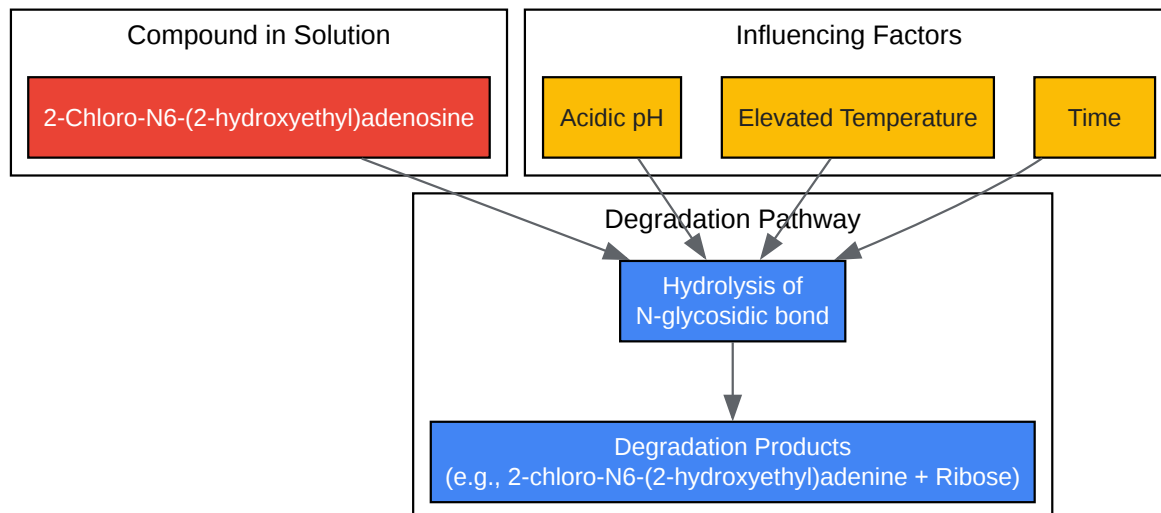 Compound in Solution
Influencing Factors
2-Chloro-N6-(2-hydroxyethyl)adenosine
Acidic pH
Elevated Temperature
Time
Degradation Pathway
Hydrolysis of
N-glycosidic bond
Degradation Products
(e.g., 2-chloro-N6-(2-hydroxyethyl)adenine + Ribose)